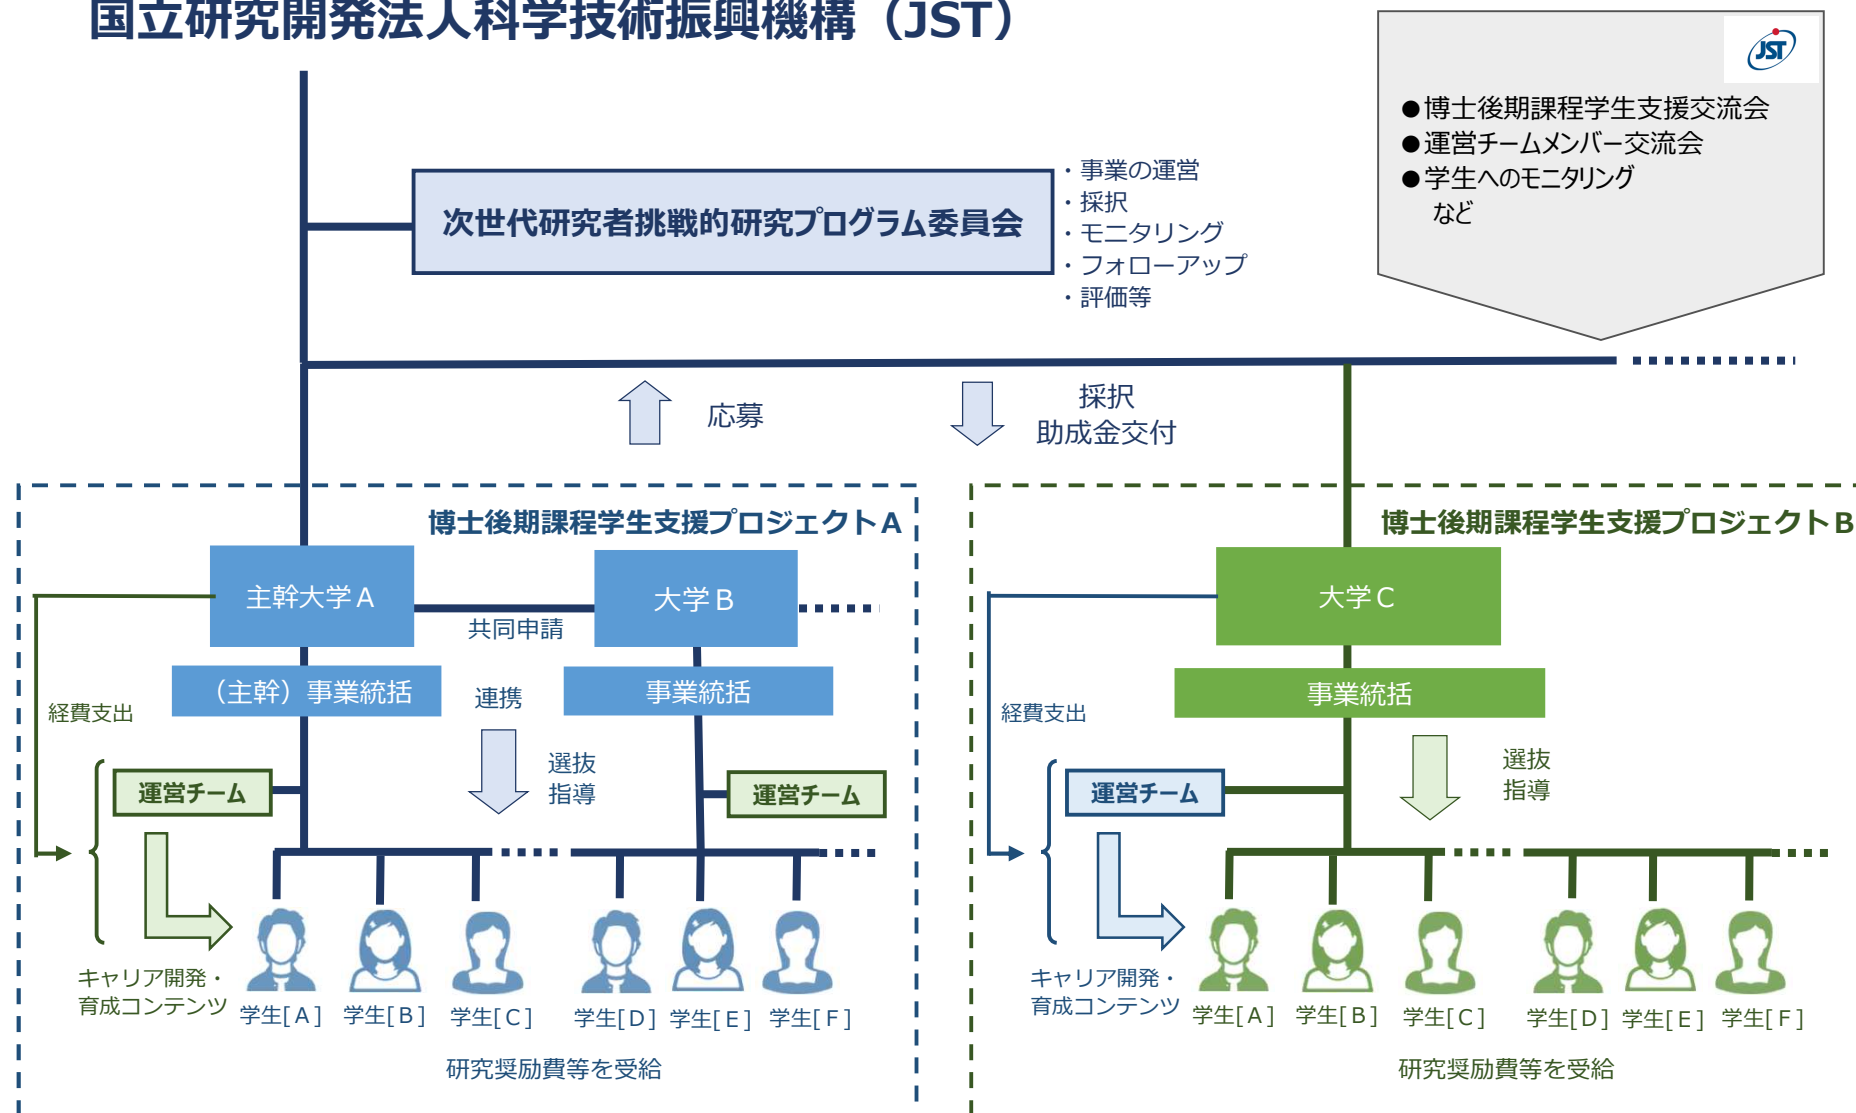 国立研究開発法人科学技術振興機構（JST）
JST
●博士後期課程学生支援交流会
●運営チームメンバー交流会
●学生へのモニタリング
など
次世代研究者挑戦的研究プログラム委員会
・事業の運営
・採択
・モニタリング
・フォローアップ
・評価等
応募
採択
助成金交付
博士後期課程学生支援プロジェクトA
主幹大学A
共同申請
大学B
（主幹）事業統括
連携
事業統括
経費支出
選抜
指導
運営チーム
運営チーム
キャリア開発・
育成コンテンツ
学生[A]
学生[B]
学生[C]
学生[D]
学生[E]
学生[F]
研究奨励費等を受給
博士後期課程学生支援プロジェクトB
大学C
事業統括
経費支出
選抜
指導
運営チーム
キャリア開発・
育成コンテンツ
学生[A]
学生[B]
学生[C]
学生[D]
学生[E]
学生[F]
研究奨励費等を受給